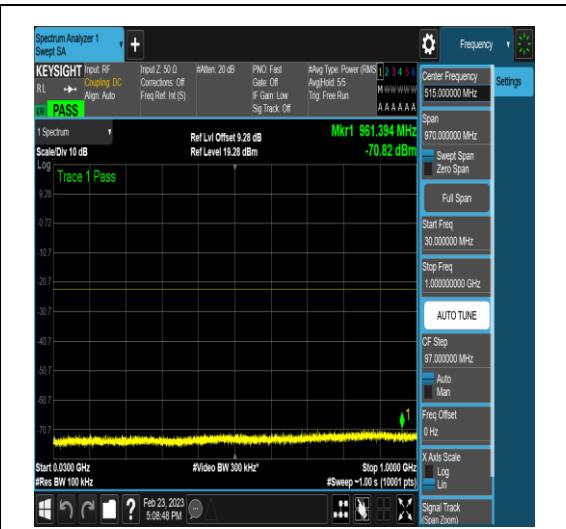 Spectrum Analyzer 1
Swept SA
+
Frequency
KEYSIGHT
RL
PASS
Input: RF
Coupling: DC
Align: Auto
Input Z: 50 Ω
Corrections: Off
Freq Ref: Int (S)
#Atten: 20 dB
PNO: Fast
Gate: Off
IF Gain: Low
Sig Track: Off
#Avg Type: Power (RMS
Avg|Hold: 5/5
Trig: Free Run
1 2 3 4 5 6
M W W W W W
A A A A A A
1 Spectrum
Scale/Div 10 dB
Ref Lvl Offset 9.28 dB
Ref Level 19.28 dBm
Mkr1 961.394 MHz
-70.82 dBm
Log
Trace 1 Pass
9.28
-0.72
-10.7
-20.7
-30.7
-40.7
-50.7
-60.7
-70.7
1
Start 0.0300 GHz
#Res BW 100 kHz
#Video BW 300 kHz*
Stop 1.0000 GHz
#Sweep ~1.00 s (10001 pts)
Feb 23, 2023
5:08:48 PM
Center Frequency
515.000000 MHz
Settings
Span
970.000000 MHz
Swept Span
Zero Span
Full Span
Start Freq
30.000000 MHz
Stop Freq
1.000000000 GHz
AUTO TUNE
CF Step
97.000000 MHz
Auto
Man
Freq Offset
0 Hz
X Axis Scale
Log
Lin
Signal Track
(Span Zoom)